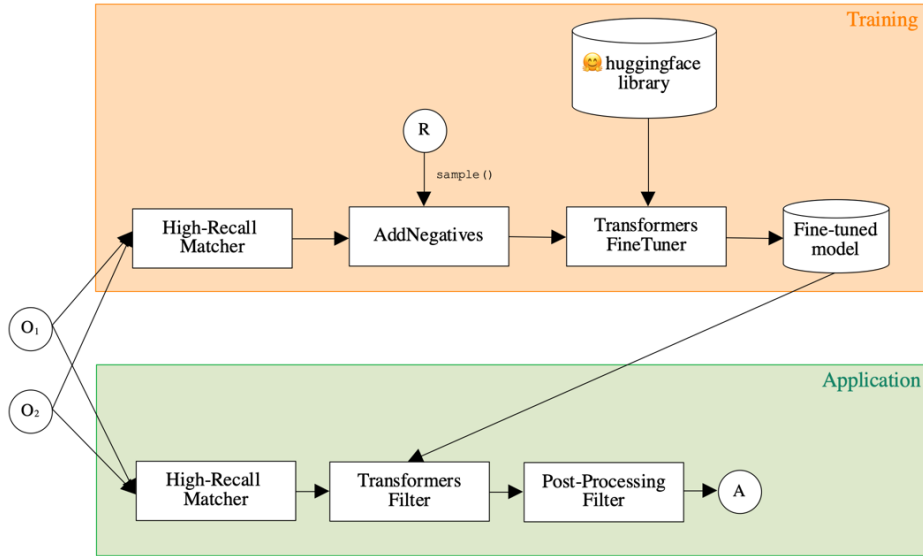 Training
🤗 huggingface
library
R
sample()
High-Recall
Matcher
AddNegatives
Transformers
FineTuner
Fine-tuned
model
O₁
O₂
Application
High-Recall
Matcher
Transformers
Filter
Post-Processing
Filter
A